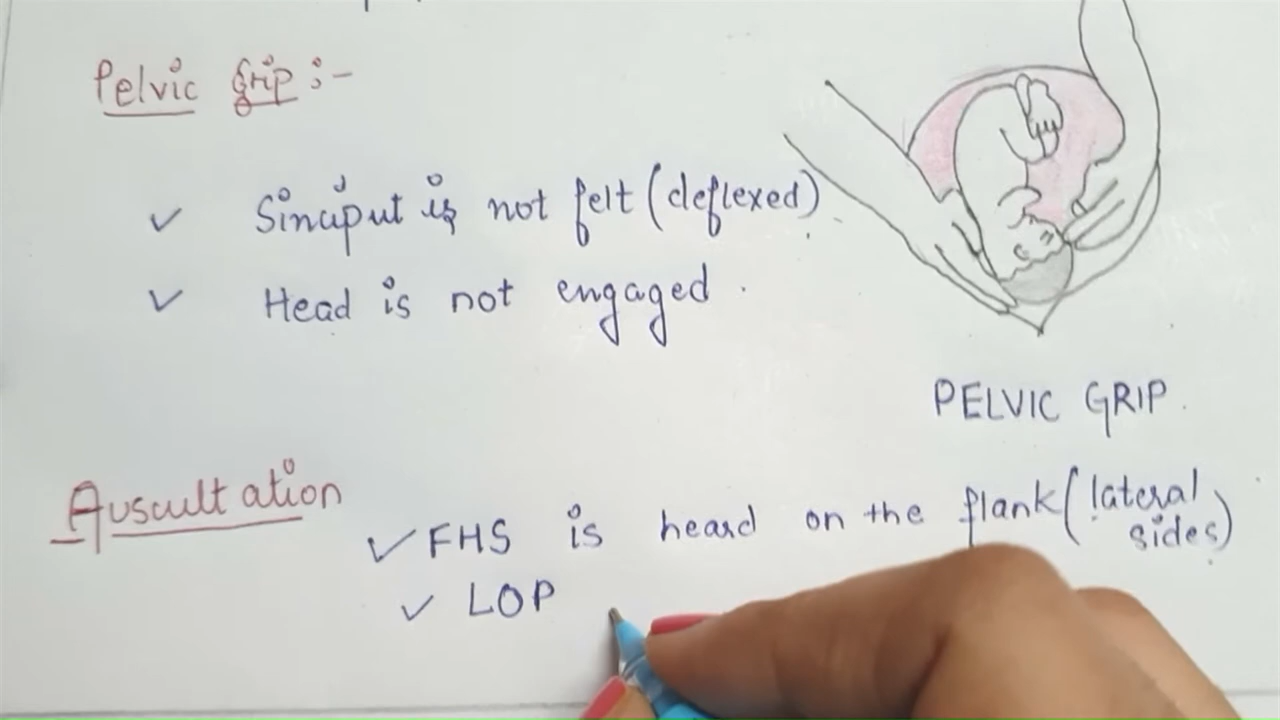 Pelvic Grip :-
✓ Sinciput is not felt (deflexed)
✓ Head is not engaged.
PELVIC GRIP.
Auscultation
✓ FHS is heard on the flank (lateral sides)
✓ LOP